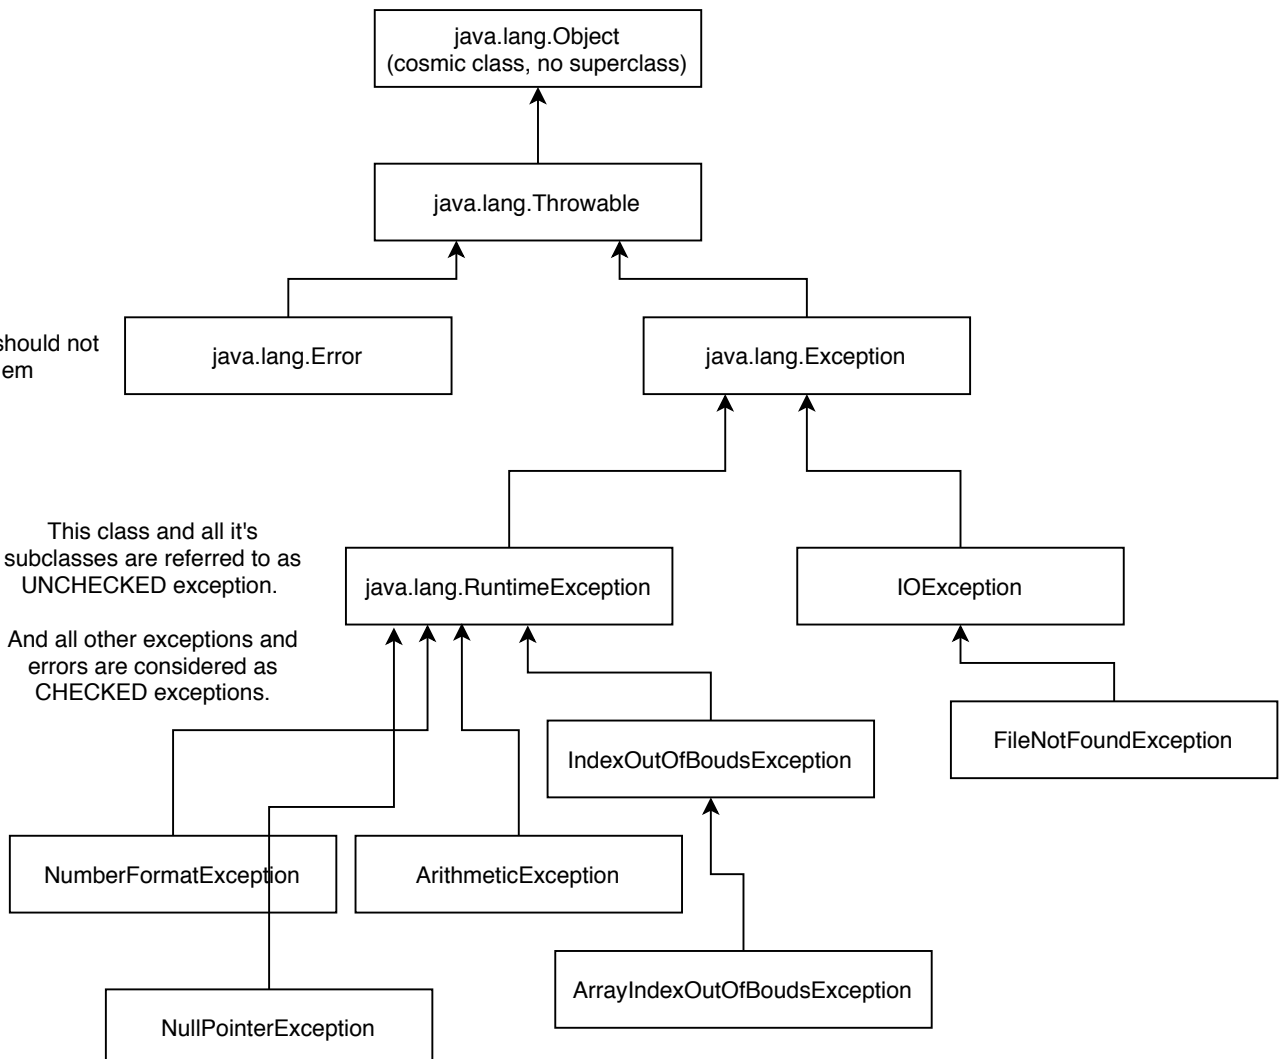 java.lang.Object
(cosmic class, no superclass)
java.lang.Throwable
should not
em
java.lang.Error
java.lang.Exception
This class and all it's
subclasses are referred to as
UNCHECKED exception.
And all other exceptions and
errors are considered as
CHECKED exceptions.
java.lang.RuntimeException
IOException
IndexOutOfBoudsException
FileNotFoundException
NumberFormatException
ArithmeticException
ArrayIndexOutOfBoudsException
NullPointerException